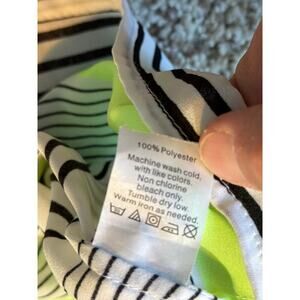 100% Polyester
Machine wash cold.
with like colors.
Non chlorine
bleach only.
Tumble dry low.
Warm iron as needed.